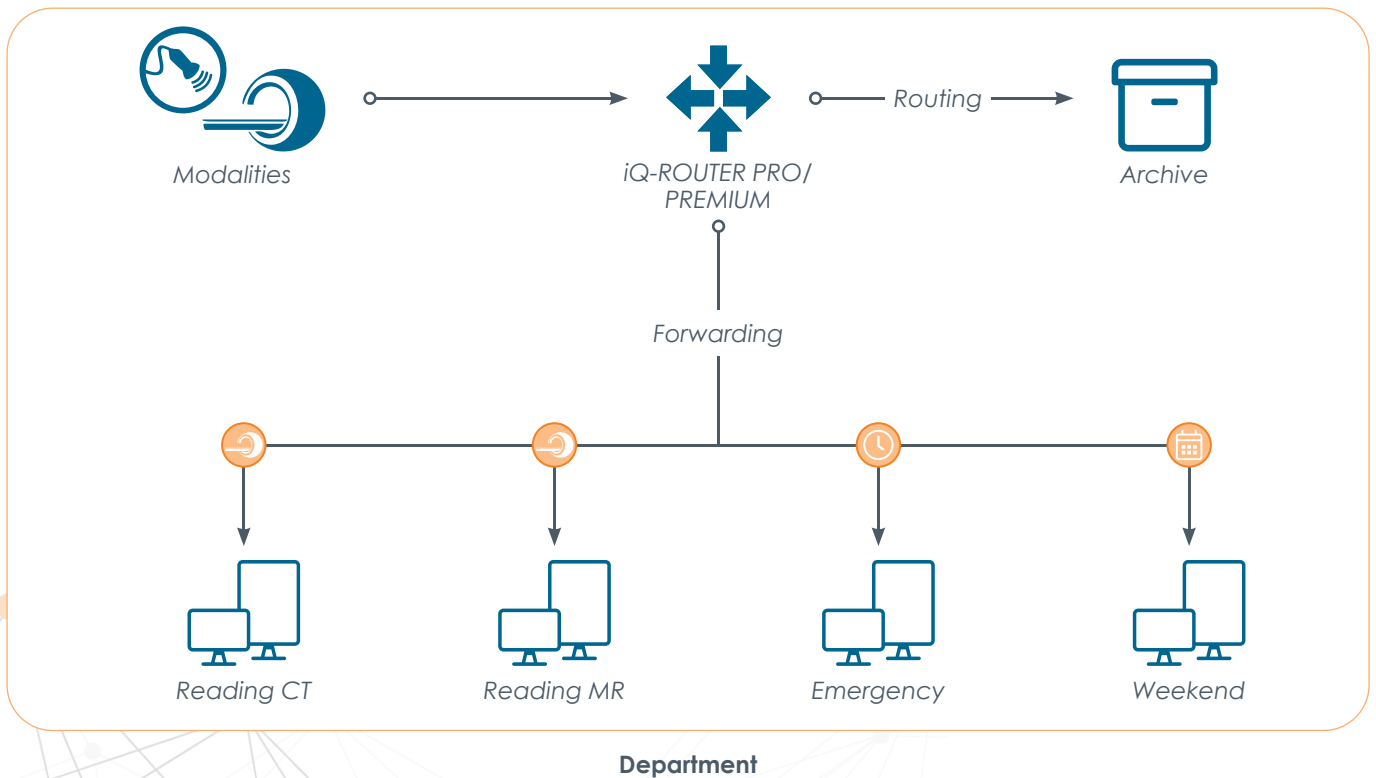 Routing
Modalities
iQ-ROUTER PRO/
PREMIUM
Archive
Forwarding
Reading CT
Reading MR
Emergency
Weekend
Department